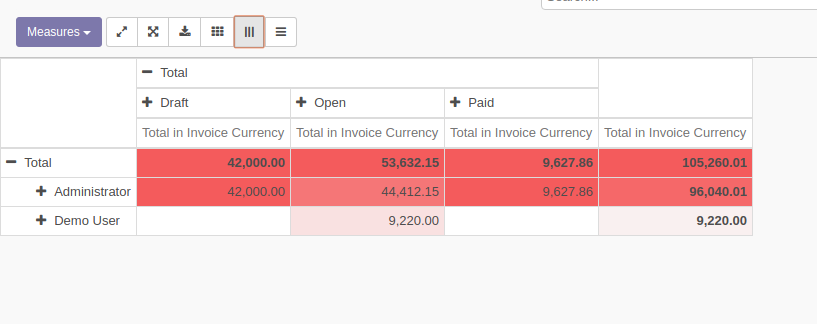 Measures
Total
Draft Open Paid
Total in Invoice Currency Total in Invoice Currency Total in Invoice Currency Total in Invoice Currency
Total 42,000.00 53,632.15 9,627.86 105,260.01
Administrator 42,000.00 44,412.15 9,627.86 96,040.01
Demo User 9,220.00 9,220.00